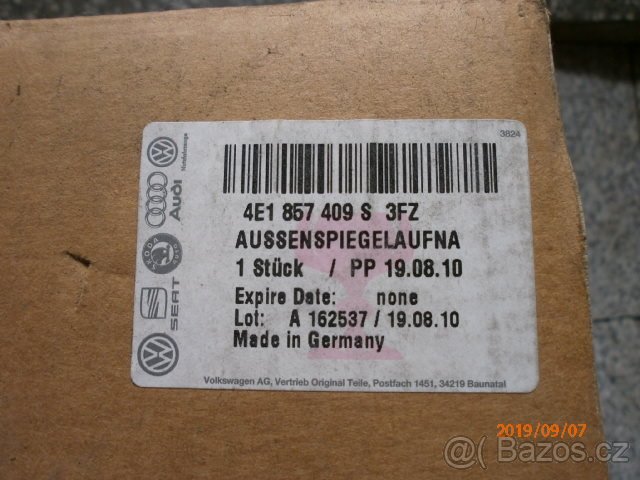 3824
4E1 857 409 S 3FZ
AUSSENSPIEGELAUFNA
1 Stück / PP 19.08.10
Expire Date: none
Lot: A 162537 / 19.08.10
Made in Germany
Volkswagen AG, Vertrieb Original Teile, Postfach 1451, 34219 Baunatal
Nutzfahrzeuge
Audi
SEAT
2019/09/07
Bazos.cz